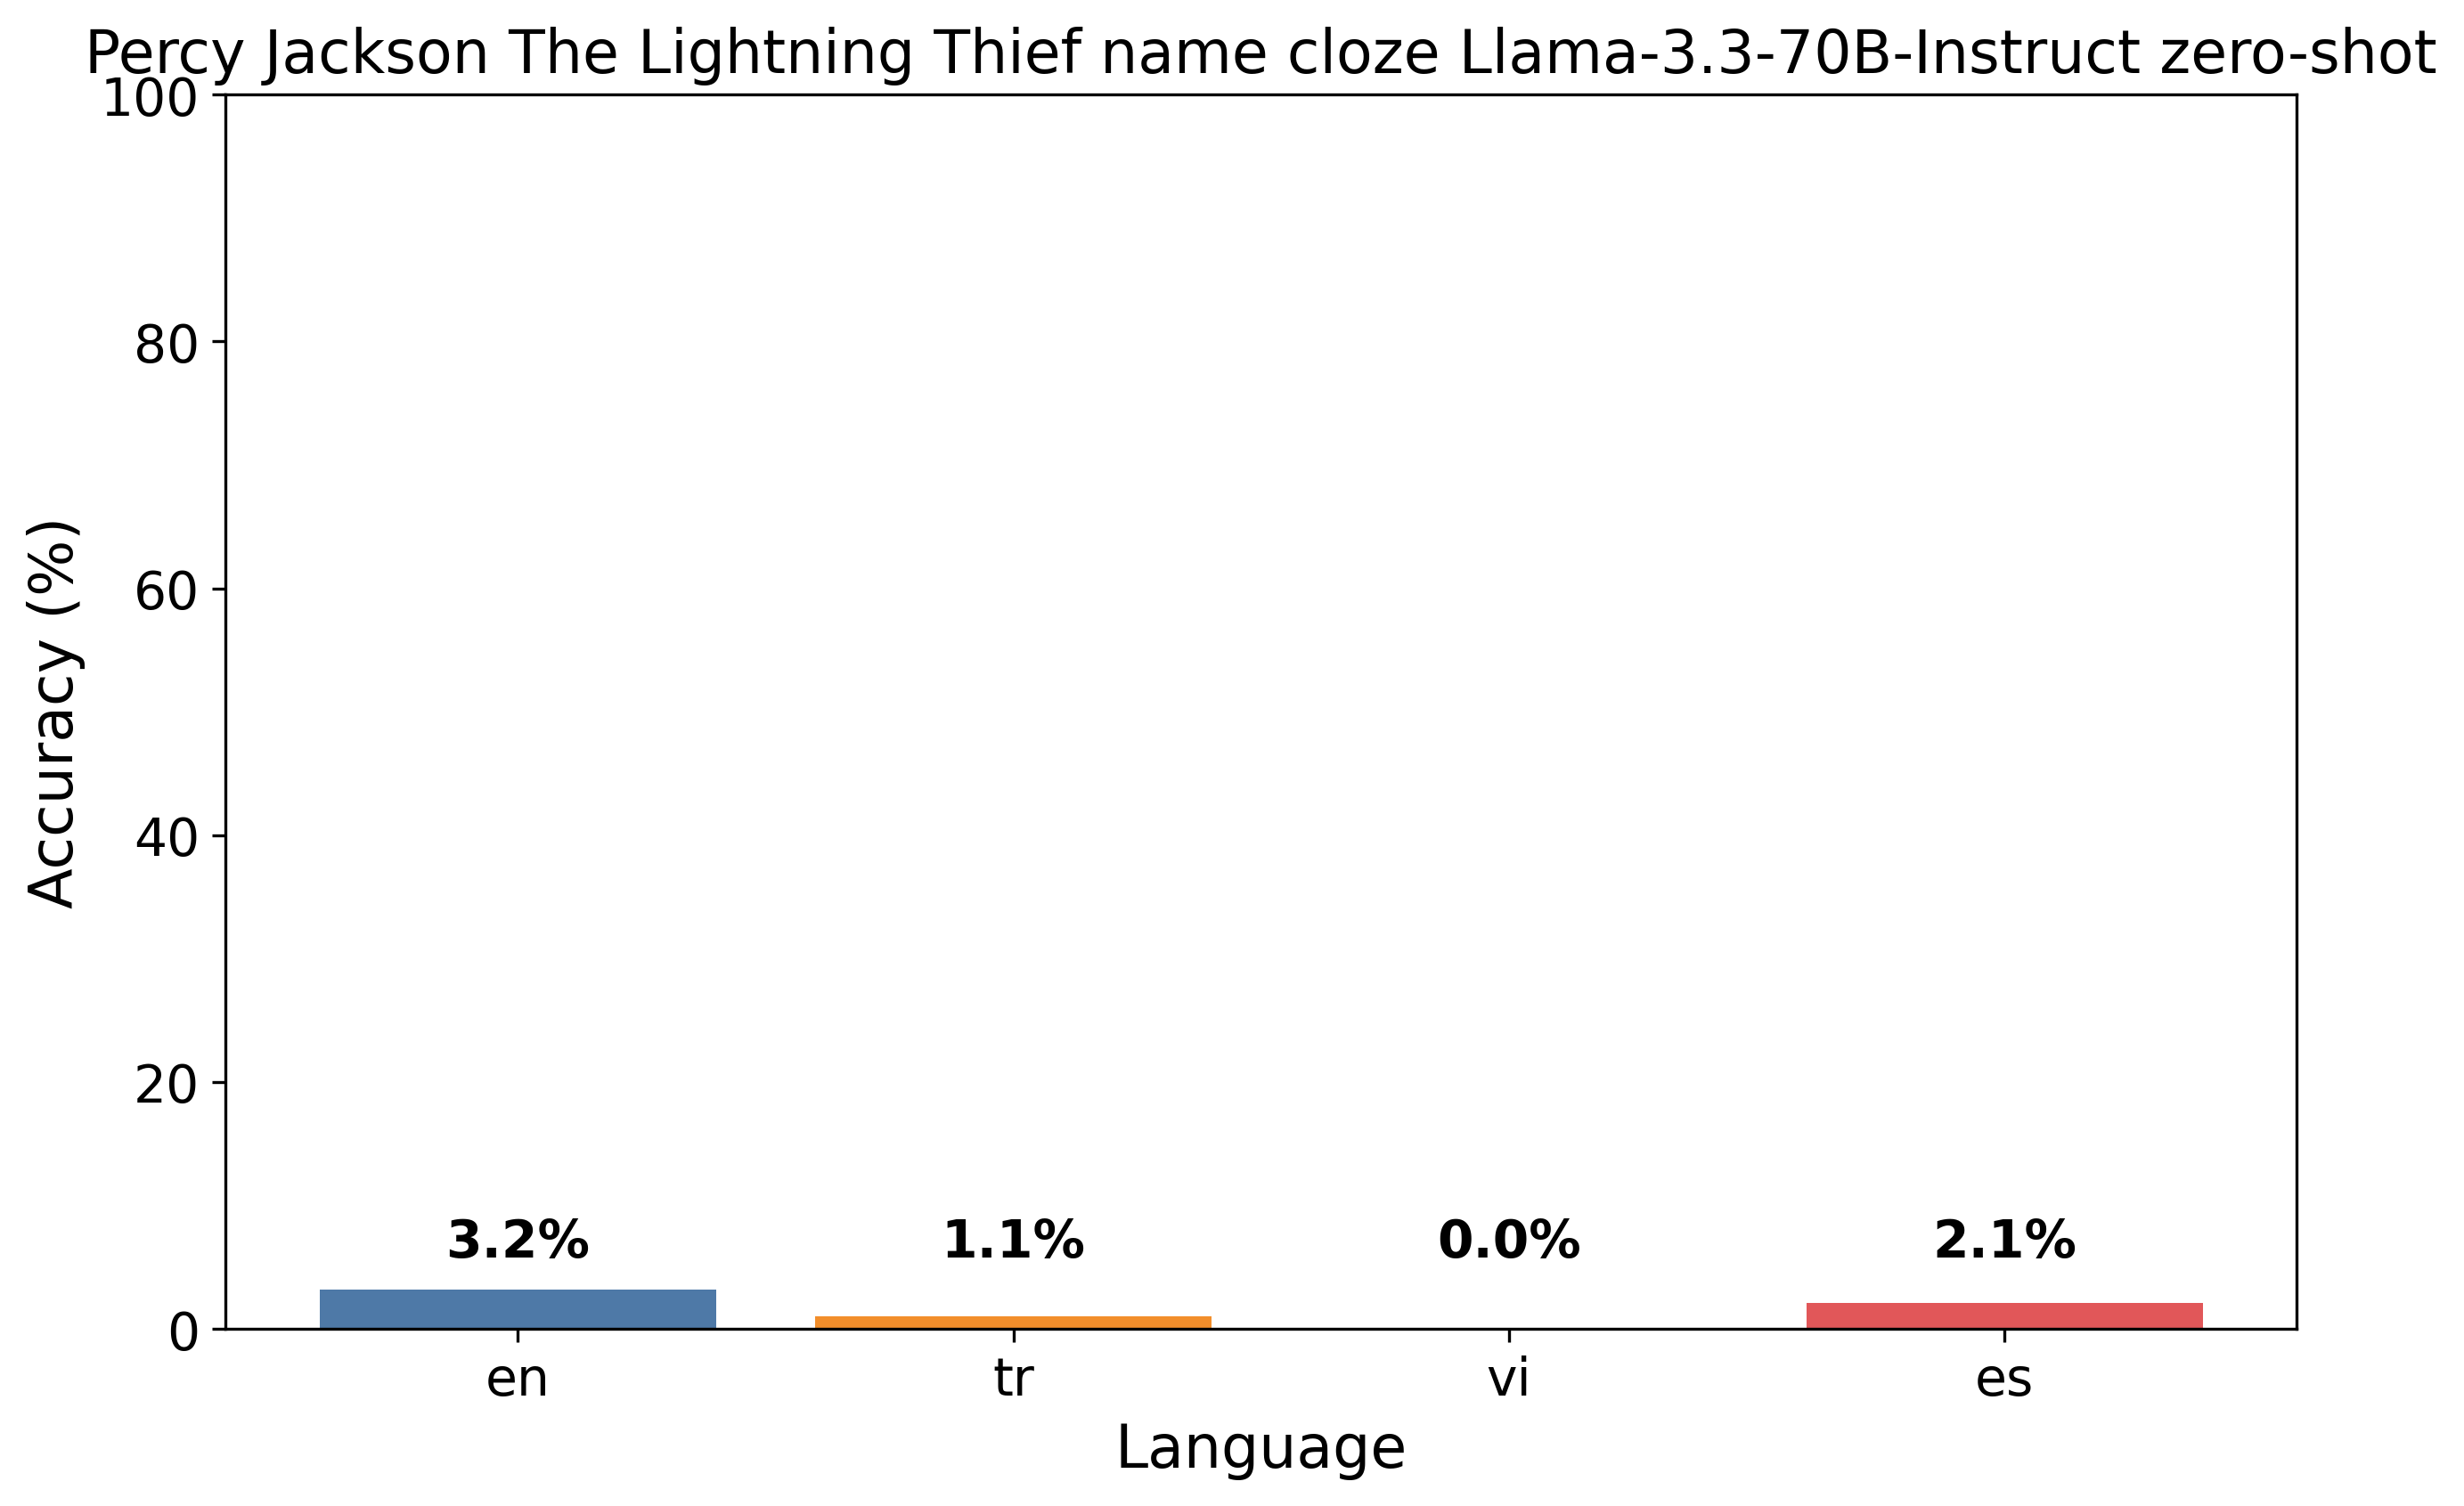 Percy Jackson The Lightning Thief name cloze Llama-3.3-70B-Instruct zero-shot
Accuracy (%)
100
80
60
40
20
0
3.2%
1.1%
0.0%
2.1%
en
tr
vi
es
Language